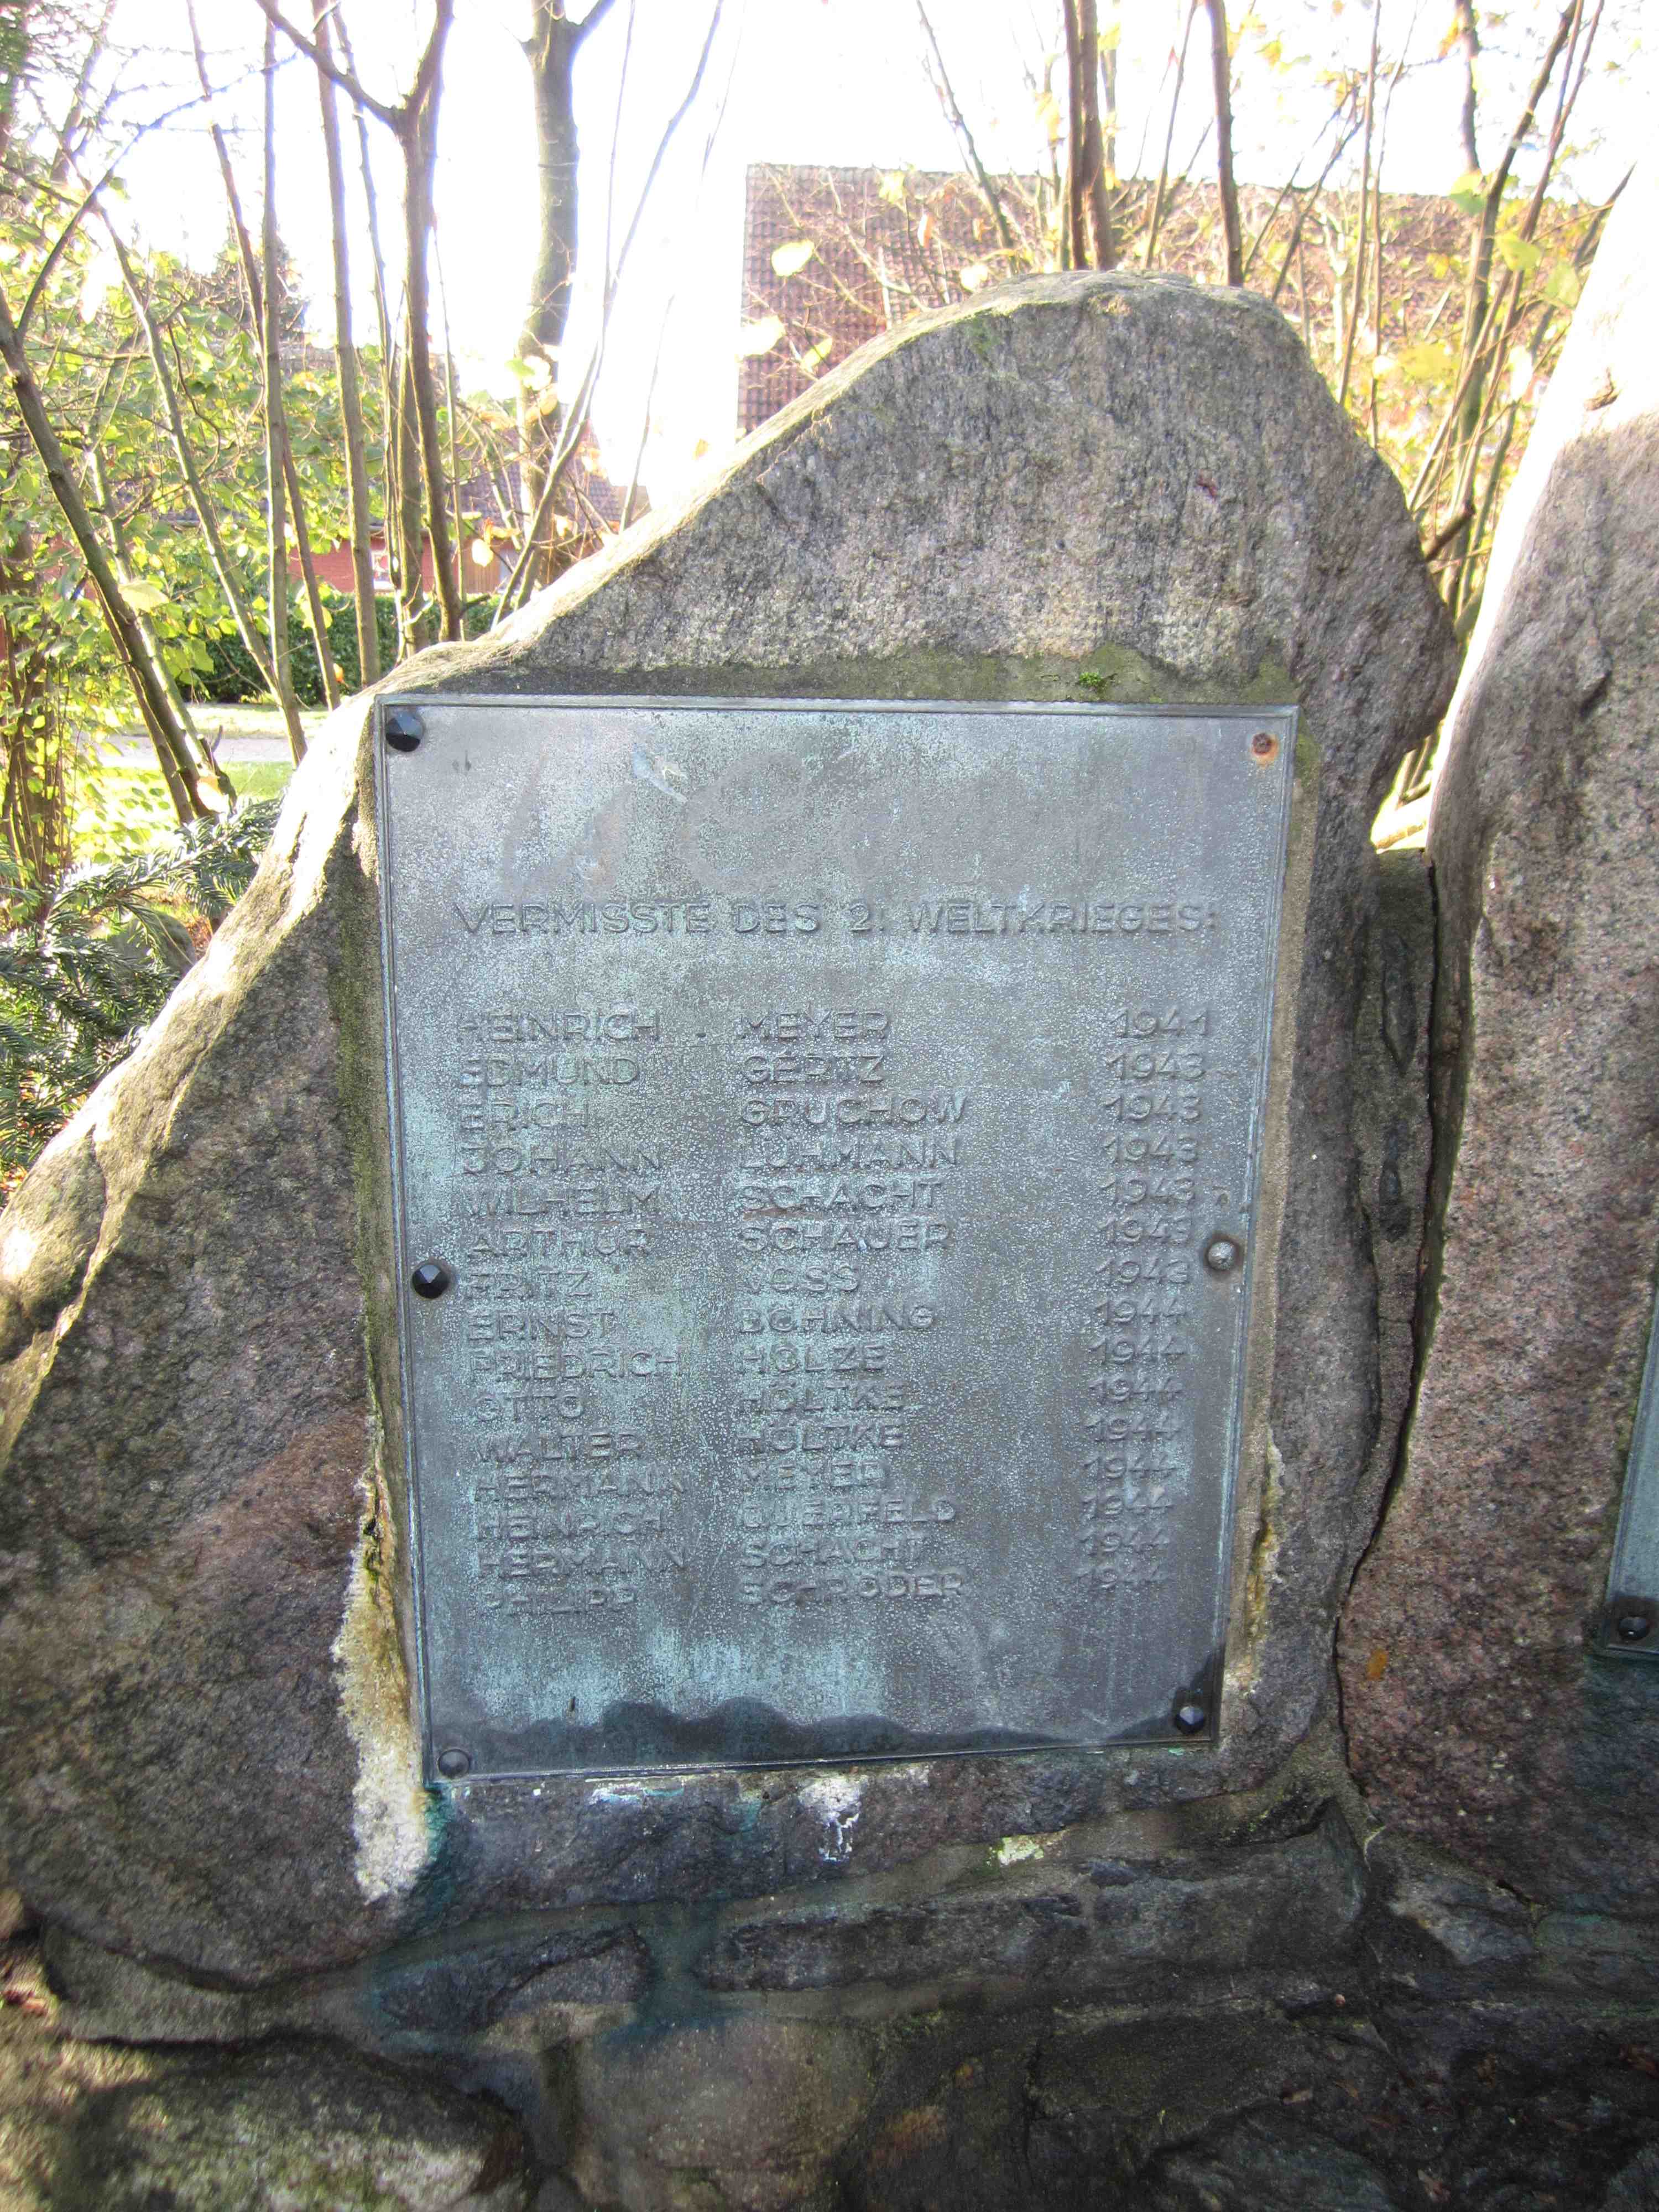 VERMISSTE DES 2. WELTKRIEGES:
HEINRICH MEYER 1941
EDMUND GERITZ 1943
ERICH GRUCHOW 1943
JOHANN LÜHMANN 1943
WILHELM SCHACHT 1943
ARTHUR SCHAUER 1943
FRITZ VOSS 1943
ERNST BÖHNING 1944
FRIEDRICH HOLZE 1944
OTTO HÖLTKE 1944
WALTER HÖLTKE 1944
HERMANN MEYER 1944
HEINRICH QUERFELD 1944
HERMANN SCHACHT 1944
PHILIPP SCHRÖDER 1944